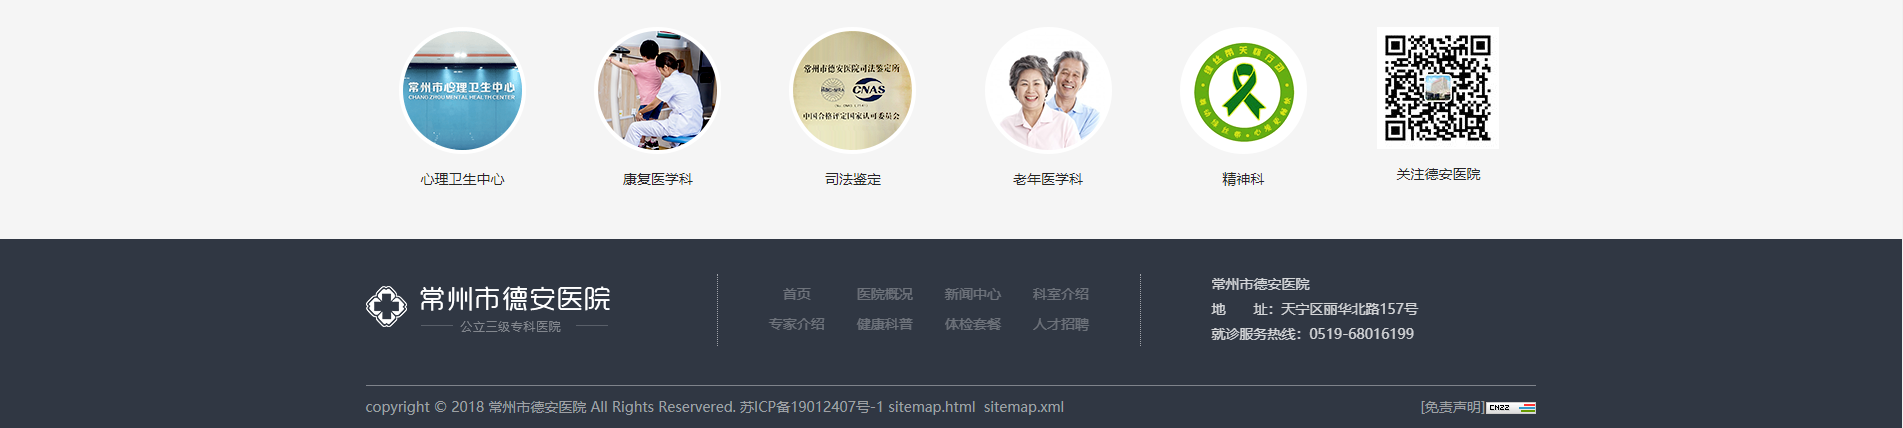 常州市心理卫生中心
CHANGZHOU MENTAL HEALTH CENTER
常州市德安医院司法鉴定所
CNAS
中国合格评定国家认可委员会
心理卫生中心
康复医学科
司法鉴定
老年医学科
精神科
关注德安医院
常州市德安医院
公立三级专科医院
首页 医院概况 新闻中心 科室介绍
专家介绍 健康科普 体检套餐 人才招聘
常州市德安医院
地 址：天宁区丽华北路157号
就诊服务热线：0519-68016199
copyright © 2018 常州市德安医院 All Rights Reservered. 苏ICP备19012407号-1 sitemap.html sitemap.xml
[免责声明] CNZZ